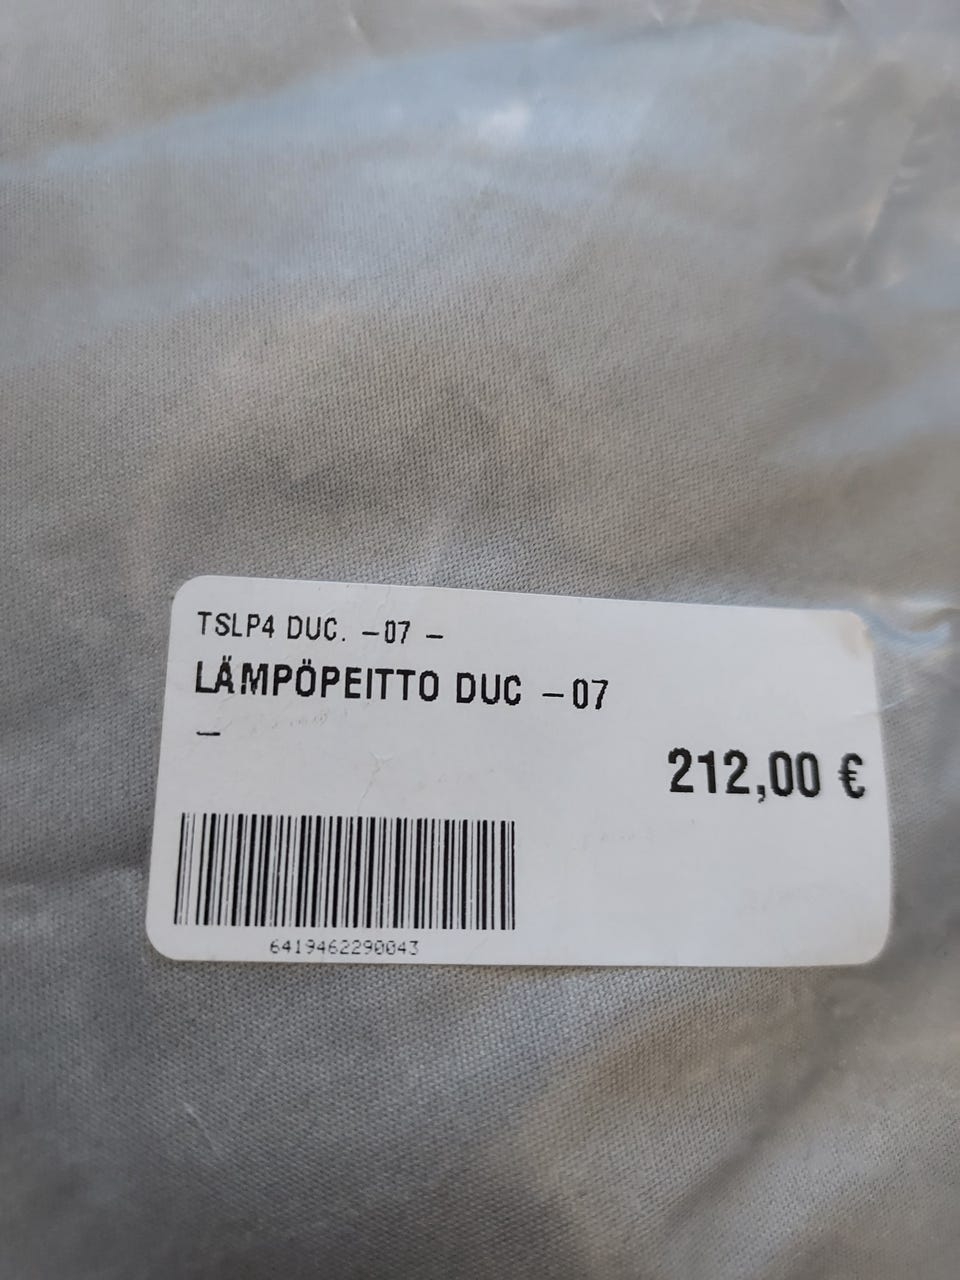 TSLP4 DUC. -07 -
LÄMPÖPEITTO DUC -07
-
212,00 €
6419462290043